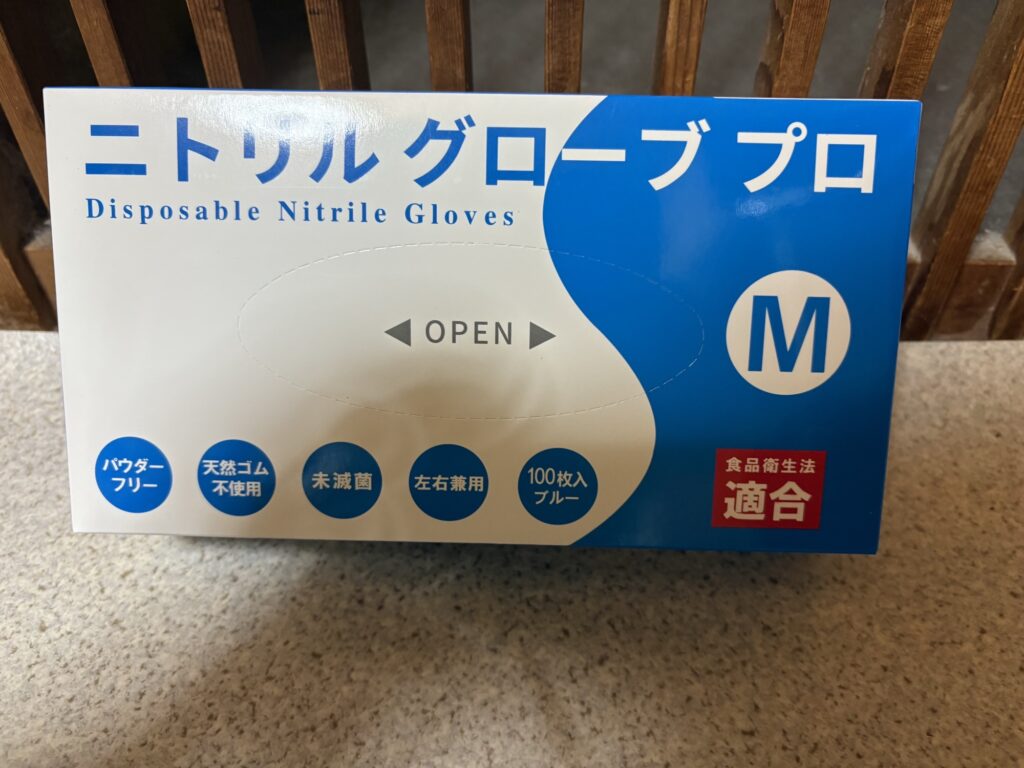 ニトリル グローブ プロ
Disposable Nitrile Gloves
◀ OPEN ▶
M
パウダー
フリー
天然ゴム
不使用
未滅菌
左右兼用
100枚入
ブルー
食品衛生法
適合